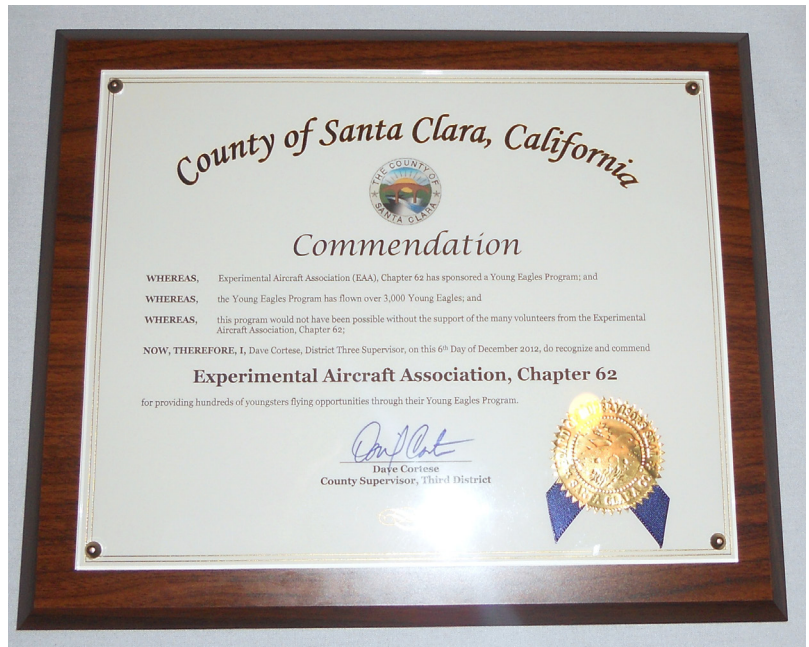 County of Santa Clara, California
THE COUNTY OF
SANTA CLARA
Commendation
WHEREAS, Experimental Aircraft Association (EAA), Chapter 62 has sponsored a Young Eagles Program; and
WHEREAS, the Young Eagles Program has flown over 3,000 Young Eagles; and
WHEREAS, this program would not have been possible without the support of the many volunteers from the Experimental
Aircraft Association, Chapter 62;
NOW, THEREFORE, I, Dave Cortese, District Three Supervisor, on this 6th Day of December 2012, do recognize and commend
Experimental Aircraft Association, Chapter 62
for providing hundreds of youngsters flying opportunities through their Young Eagles Program.
Dave Cortese
County Supervisor, Third District